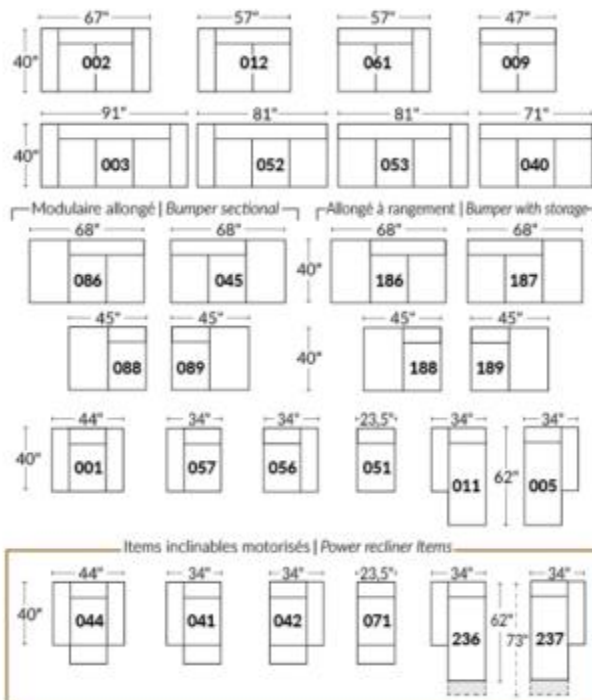 67" 57" 57" 47"
40" 002 012 061 009
91" 81" 81" 71"
40" 003 052 053 040
Modulaire allongé | Bumper sectional Allongé à rangement | Bumper with storage
68" 68" 68" 68"
086 045 40" 186 187
45" 45" 45" 45"
088 089 40" 188 189
44" 34" 34" 23,5" 34" 34"
40" 001 057 056 051 011 62" 005
Items inclinables motorisés | Power recliner Items
44" 34" 34" 23,5" 34" 34"
40" 044 041 042 071 236 62" 73" 237